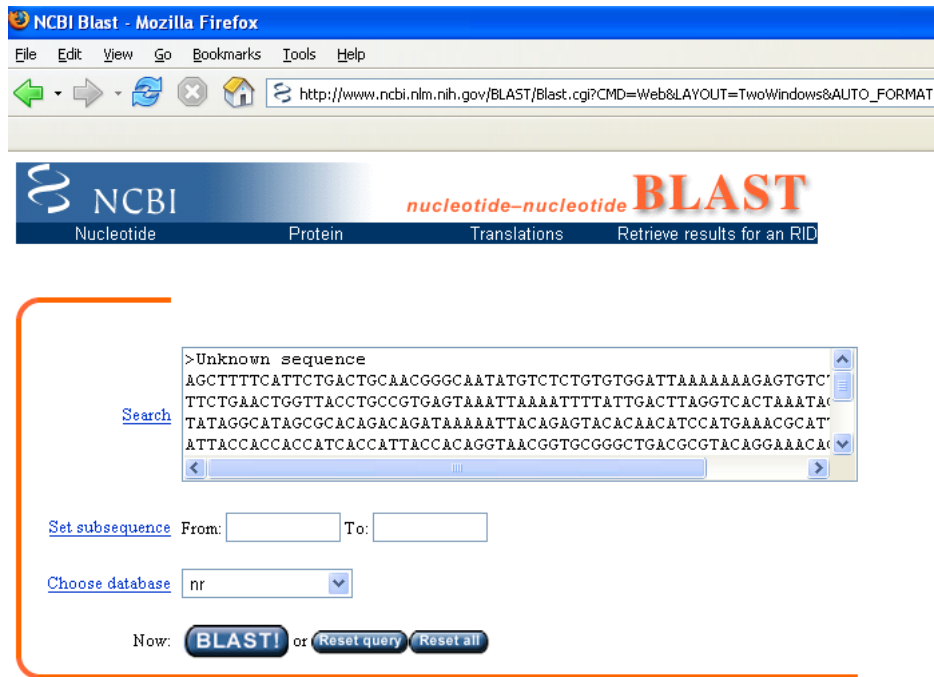 NCBI Blast - Mozilla Firefox
File Edit View Go Bookmarks Tools Help
http://www.ncbi.nlm.nih.gov/BLAST/Blast.cgi?CMD=Web&LAYOUT=TwoWindows&AUTO_FORMAT
NCBI nucleotide–nucleotide BLAST
Nucleotide Protein Translations Retrieve results for an RID
>Unknown sequence
AGCTTTTCATTCTGACTGCAACGGGCAATATGTCTCTGTGTGGATTAAAAAAAGAGTGTC
TTCTGAACTGGTTACCTGCCGTGAGTAAATTAAAATTTTATTGACTTAGGTCACTAAATA
Search
TATAGGCATAGCGCACAGACAGATAAAAATTACAGAGTACACAACATCCATGAAACGCAT
ATTACCACCACCATCACCATTACCACAGGTAACGGTGCGGGCTGACGCGTACAGGAAACA
Set subsequence From: To:
Choose database nr
Now: BLAST! or Reset query Reset all